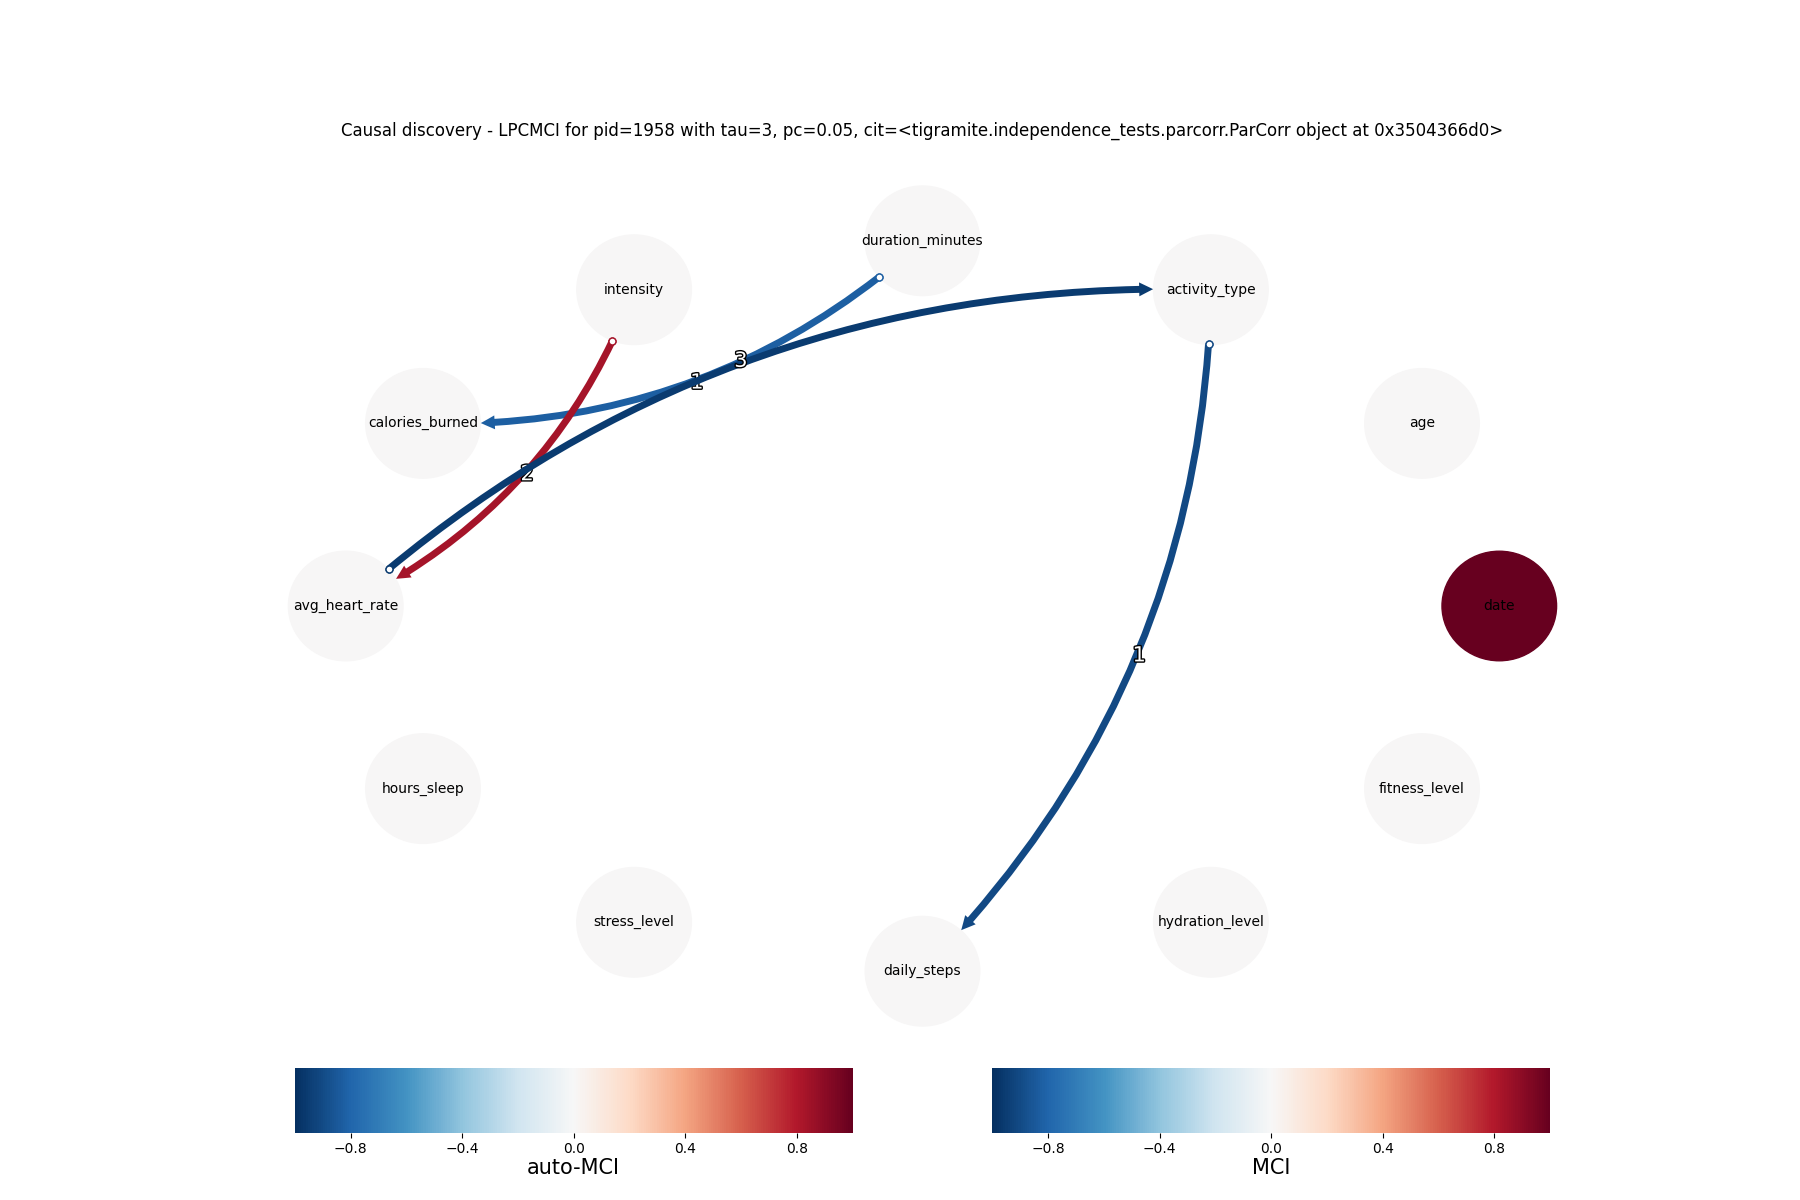 Causal discovery - LPCMCI for pid=1958 with tau=3, pc=0.05, cit=<tigramite.independence_tests.parcorr.ParCorr object at 0x3504366d0>
duration_minutes
intensity
activity_type
3
1
calories_burned
age
2
avg_heart_rate
date
1
hours_sleep
fitness_level
stress_level
hydration_level
daily_steps
−0.8 −0.4 0.0 0.4 0.8
auto-MCI
−0.8 −0.4 0.0 0.4 0.8
MCI